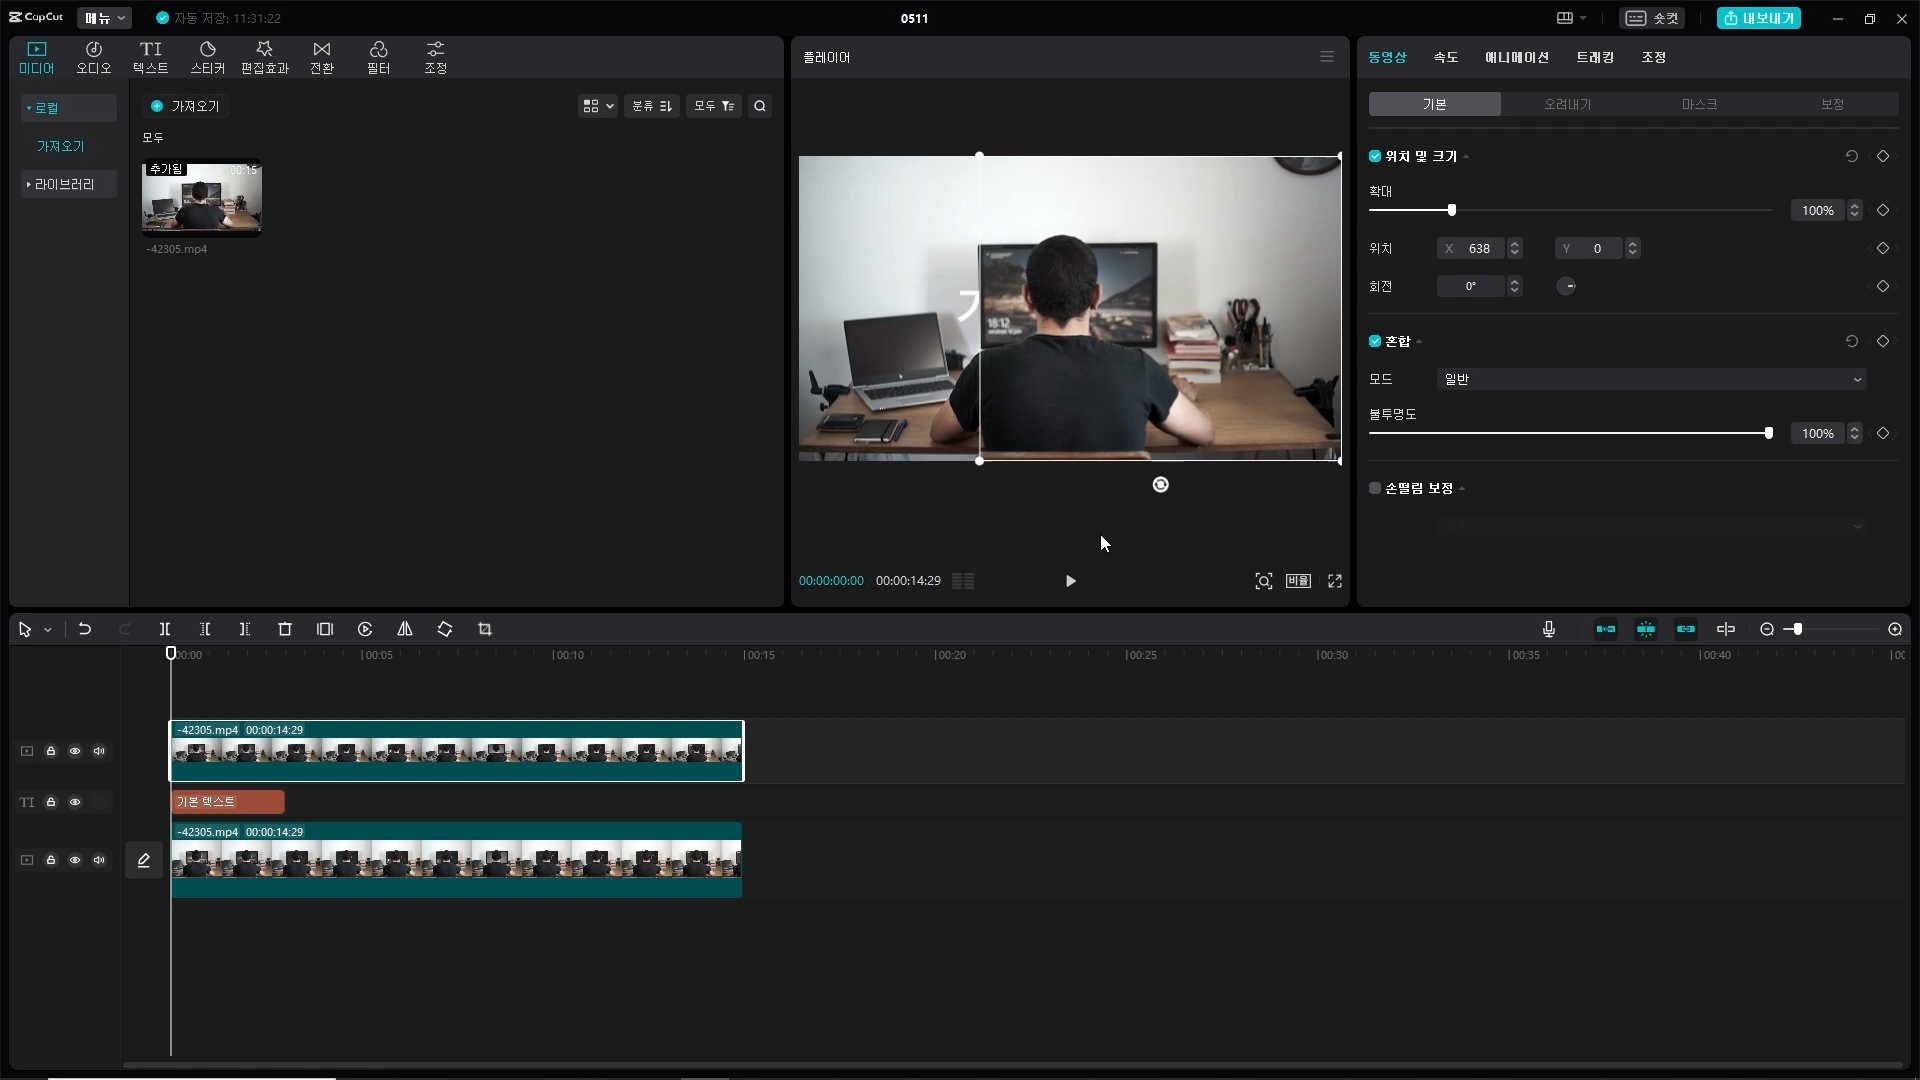 CapCut 메뉴 자동 저장: 11:31:22 0511 숏컷 내보내기
미디어 오디오 텍스트 스티커 편집효과 전환 필터 조정
로컬
가져오기
라이브러리
가져오기 분류 모두
모두
추가됨 00:15
-42305.mp4
플레이어
18:12
00:00:00:00 00:00:14:29 비율
동영상 속도 애니메이션 트래킹 조정
기본 오려내기 마스크 보정
위치 및 크기
확대
100%
위치 X 638 Y 0
회전 0°
혼합
모드 일반
불투명도
100%
손떨림 보정
00:00 00:05 00:10 00:15 00:20 00:25 00:30 00:35 00:40
-42305.mp4 00:00:14:29
TI 기본 텍스트
-42305.mp4 00:00:14:29